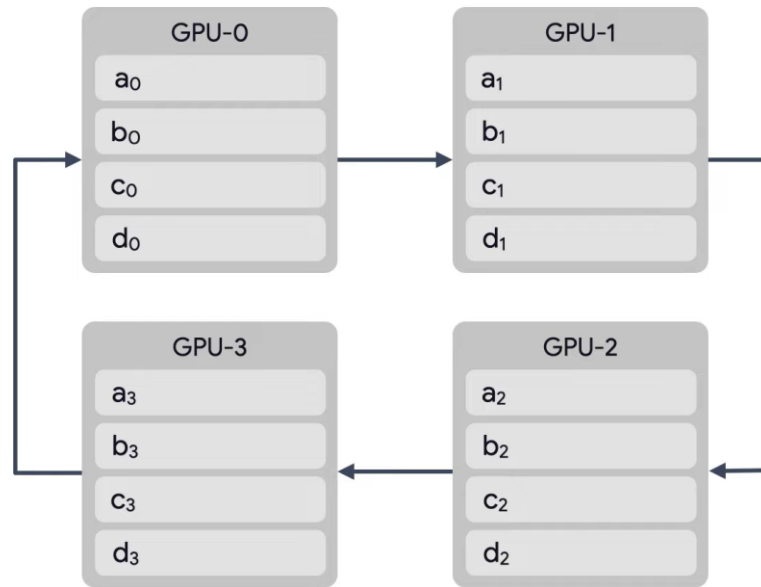 GPU-0
a₀
b₀
c₀
d₀
GPU-1
a₁
b₁
c₁
d₁
GPU-3
a₃
b₃
c₃
d₃
GPU-2
a₂
b₂
c₂
d₂